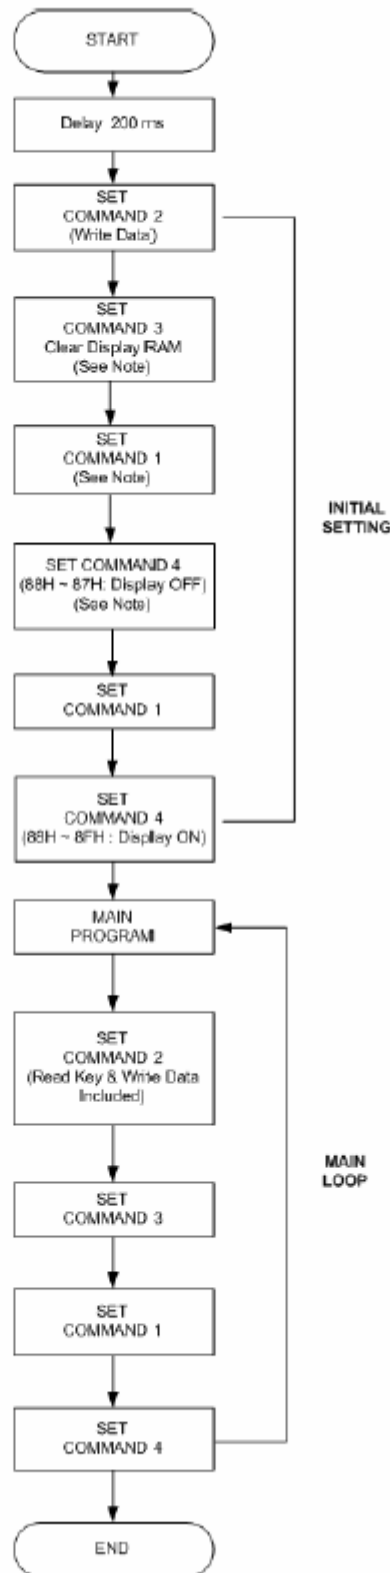 START
Delay 200 ms
SET
COMMAND 2
(Write Data)
SET
COMMAND 3
Clear Display RAM
(See Note)
SET
COMMAND 1
(See Note)
INITIAL
SETTING
SET COMMAND 4
(88H ~ 87H: Display OFF)
(See Note)
SET
COMMAND 1
SET
COMMAND 4
(88H ~ 8FH : Display ON)
MAIN
PROGRAM
SET
COMMAND 2
(Read Key & Write Data
Included)
MAIN
LOOP
SET
COMMAND 3
SET
COMMAND 1
SET
COMMAND 4
END